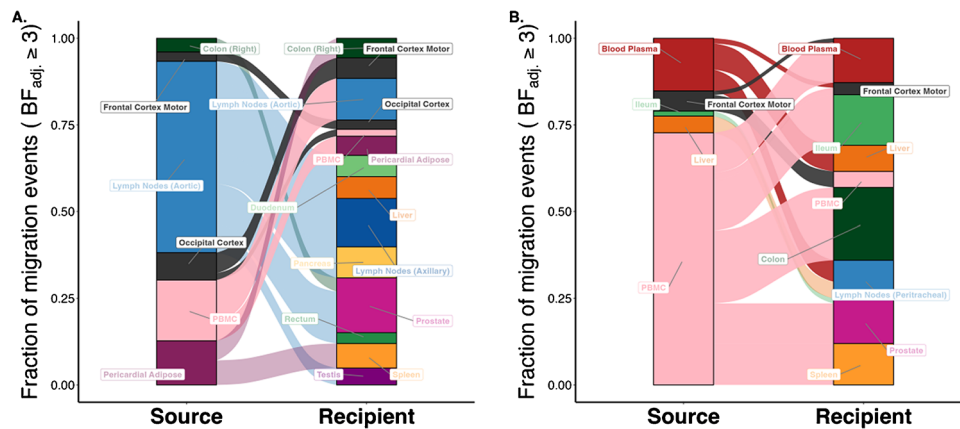 A.
Fraction of migration events ( BFadj. ≥ 3)
1.00
0.75
0.50
0.25
0.00
Colon (Right)
Frontal Cortex Motor
Lymph Nodes (Aortic)
Occipital Cortex
PBMC
Pericardial Adipose
Colon (Right)
Frontal Cortex Motor
Lymph Nodes (Aortic)
Occipital Cortex
PBMC
Pericardial Adipose
Duodenum
Liver
Lymph Nodes (Axillary)
Pancreas
Prostate
Rectum
Spleen
Testis
Source
Recipient
B.
Fraction of migration events ( BFadj. ≥ 3)
1.00
0.75
0.50
0.25
0.00
Blood Plasma
Frontal Cortex Motor
Ileum
Liver
PBMC
Blood Plasma
Frontal Cortex Motor
Ileum
Liver
PBMC
Colon
Lymph Nodes (Peritracheal)
Prostate
Spleen
Source
Recipient